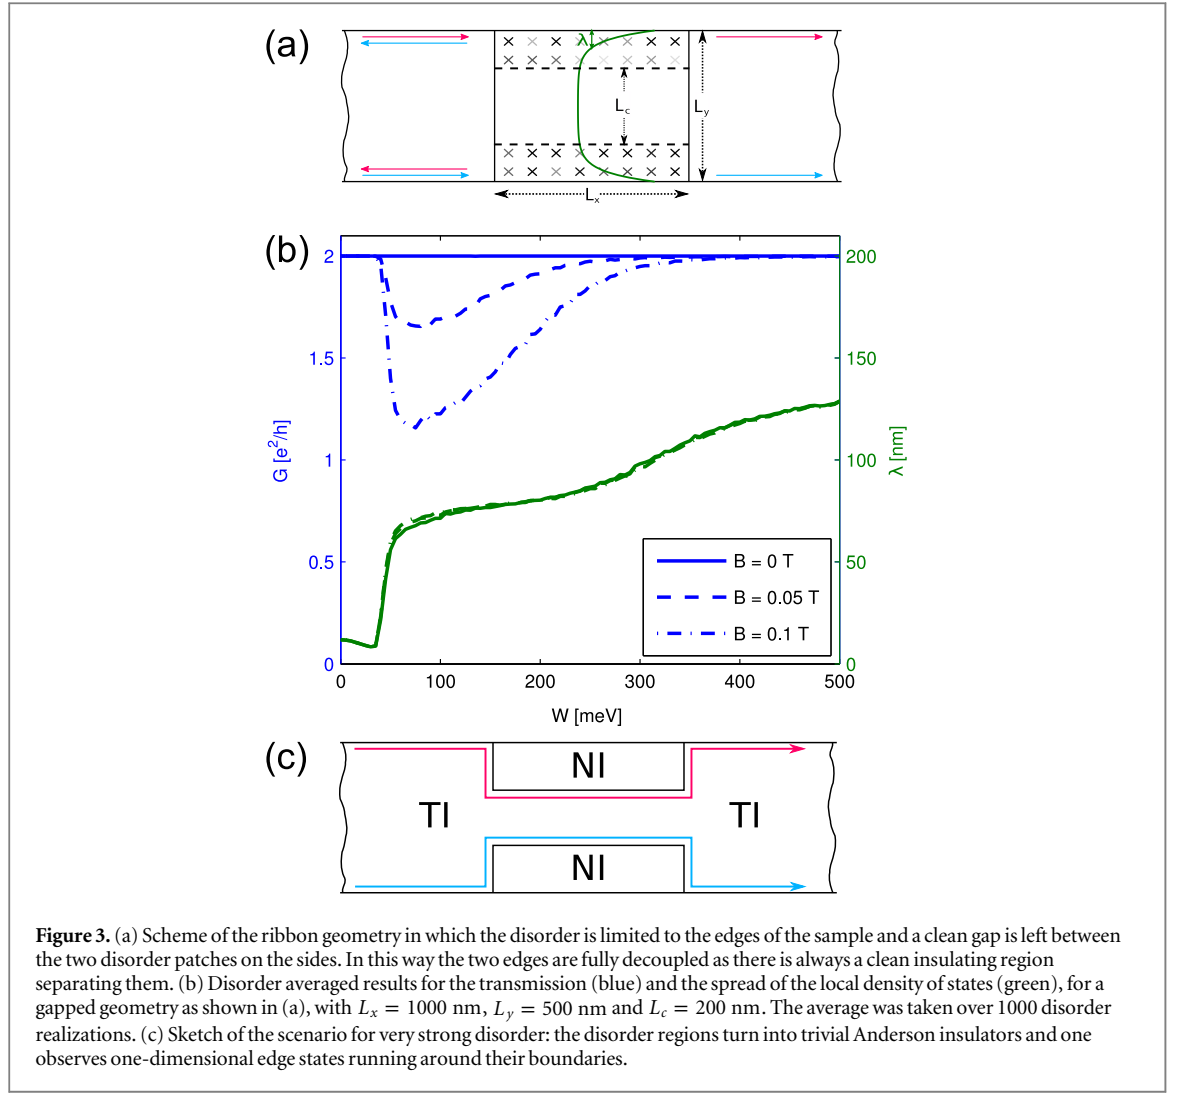 (a)
λ
L_c
L_y
L_x
(b)
2
1.5
1
0.5
0
G [e²/h]
200
150
100
50
0
λ [nm]
B = 0 T
B = 0.05 T
B = 0.1 T
0 100 200 300 400 500
W [meV]
(c)
NI
TI TI
NI
Figure 3. (a) Scheme of the ribbon geometry in which the disorder is limited to the edges of the sample and a clean gap is left between
the two disorder patches on the sides. In this way the two edges are fully decoupled as there is always a clean insulating region
separating them. (b) Disorder averaged results for the transmission (blue) and the spread of the local density of states (green), for a
gapped geometry as shown in (a), with L_x = 1000 nm, L_y = 500 nm and L_c = 200 nm. The average was taken over 1000 disorder
realizations. (c) Sketch of the scenario for very strong disorder: the disorder regions turn into trivial Anderson insulators and one
observes one-dimensional edge states running around their boundaries.